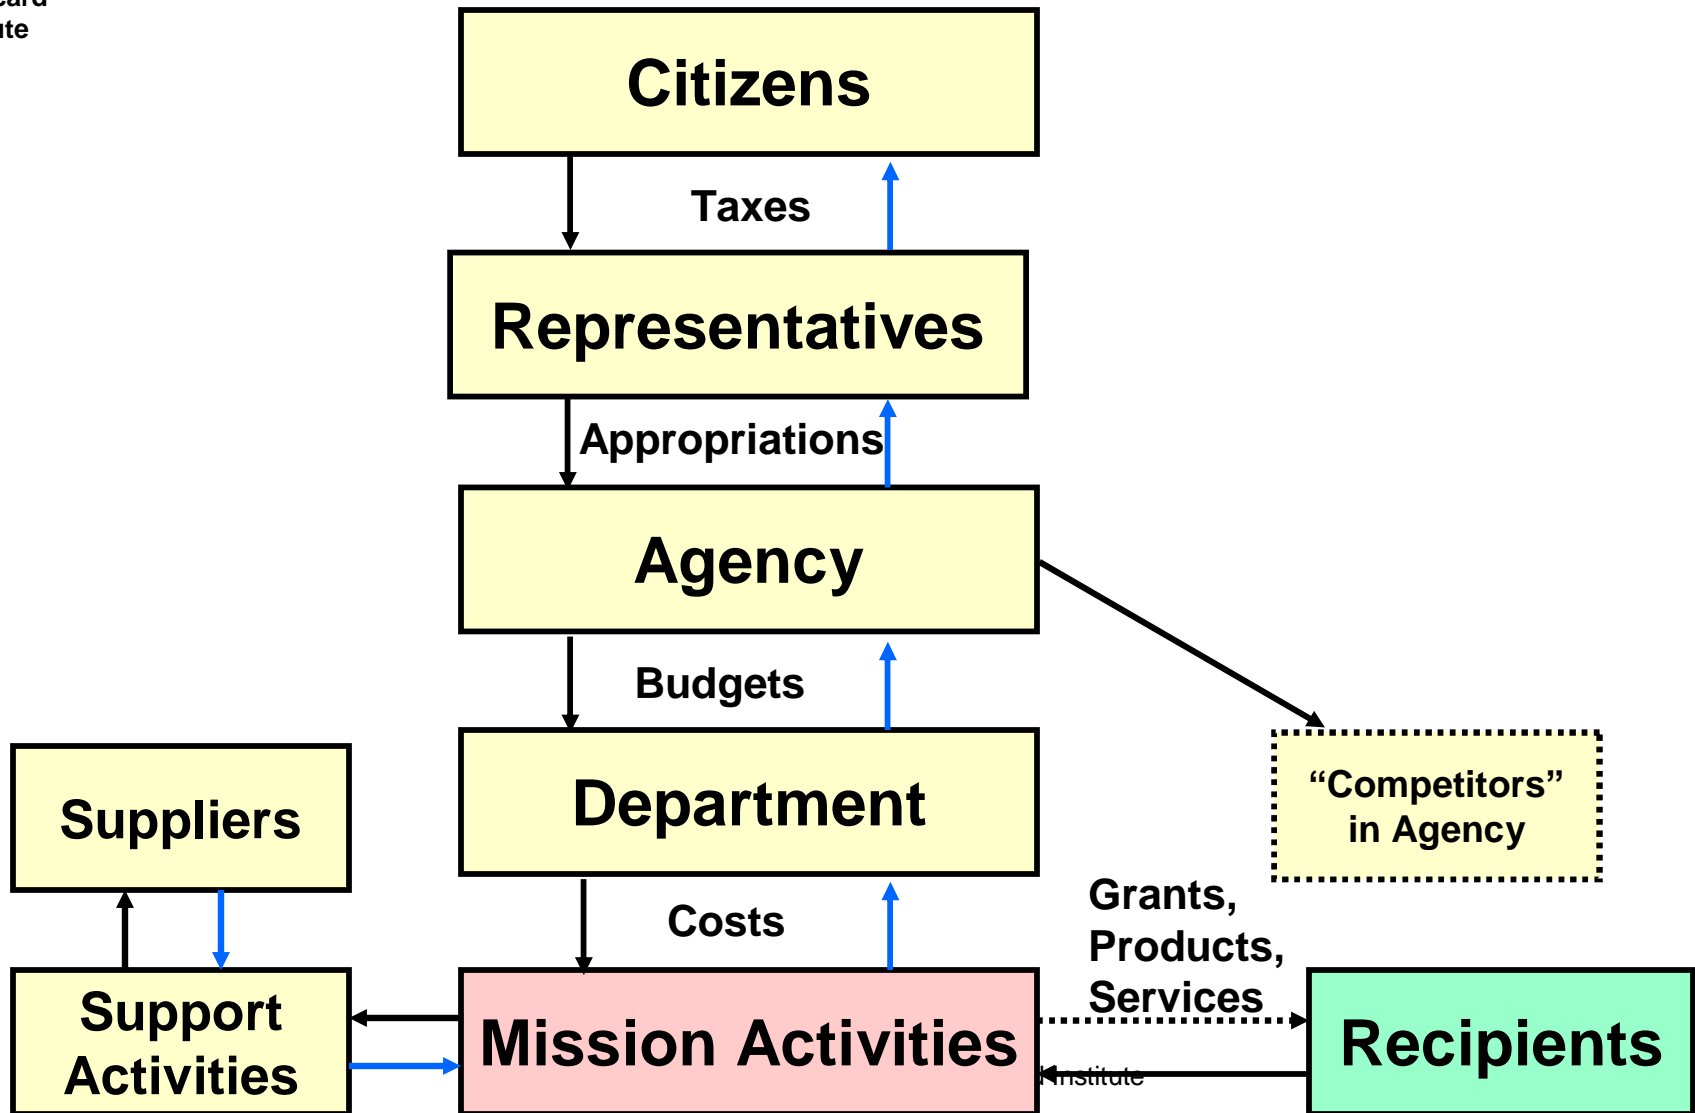 Citizens
Taxes
Representatives
Appropriations
Agency
Budgets
Department
“Competitors”
in Agency
Suppliers
Costs
Grants,
Products,
Services
Support
Activities
Mission Activities
Recipients
Institute